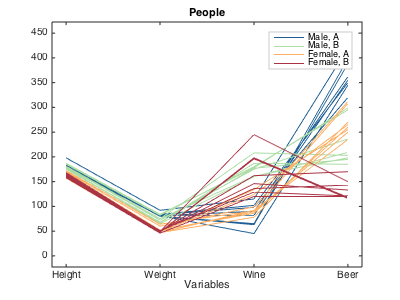 People
450
400
350
300
250
200
150
100
50
0
Male, A
Male, B
Female, A
Female, B
Height Weight Wine Beer
Variables